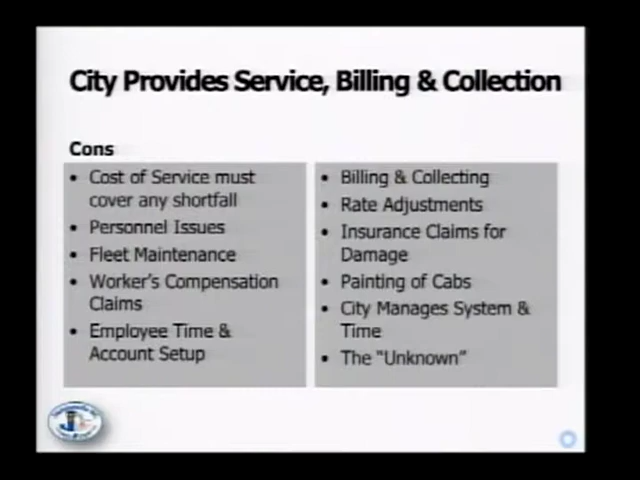 City Provides Service, Billing & Collection
Cons
• Cost of Service must
cover any shortfall
• Personnel Issues
• Fleet Maintenance
• Worker's Compensation
Claims
• Employee Time &
Account Setup
• Billing & Collecting
• Rate Adjustments
• Insurance Claims for
Damage
• Painting of Cabs
• City Manages System &
Time
• The "Unknown"